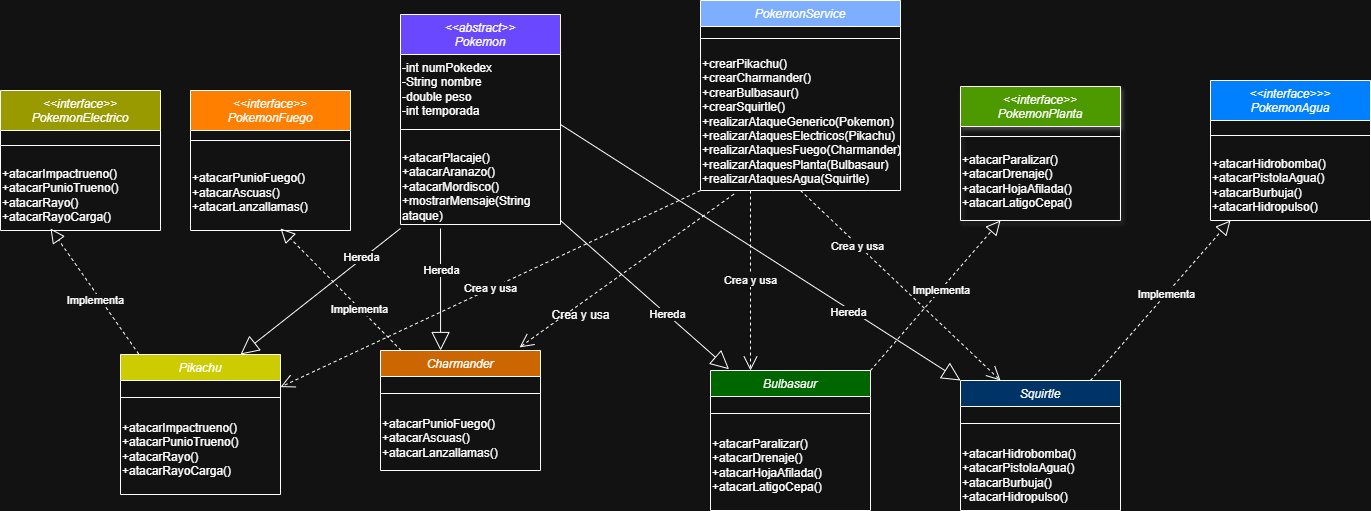 <<interface>>
PokemonElectrico
+atacarImpactrueno()
+atacarPunioTrueno()
+atacarRayo()
+atacarRayoCarga()
<<interface>>
PokemonFuego
+atacarPunioFuego()
+atacarAscuas()
+atacarLanzallamas()
<<abstract>>
Pokemon
-int numPokedex
-String nombre
-double peso
-int temporada
+atacarPlacaje()
+atacarAranazo()
+atacarMordisco()
+mostrarMensaje(String
ataque)
PokemonService
+crearPikachu()
+crearCharmander()
+crearBulbasaur()
+crearSquirtle()
+realizarAtaqueGenerico(Pokemon)
+realizarAtaquesElectricos(Pikachu)
+realizarAtaquesFuego(Charmander)
+realizarAtaquesPlanta(Bulbasaur)
+realizarAtaquesAgua(Squirtle)
<<interface>>
PokemonPlanta
+atacarParalizar()
+atacarDrenaje()
+atacarHojaAfilada()
+atacarLatigoCepa()
<<interface>>>
PokemonAgua
+atacarHidrobomba()
+atacarPistolaAgua()
+atacarBurbuja()
+atacarHidropulso()
Hereda
Hereda
Crea y usa
Crea y usa
Crea y usa
Crea y usa
Implementa
Implementa
Hereda
Hereda
Implementa
Implementa
Pikachu
+atacarImpactrueno()
+atacarPunioTrueno()
+atacarRayo()
+atacarRayoCarga()
Charmander
+atacarPunioFuego()
+atacarAscuas()
+atacarLanzallamas()
Bulbasaur
+atacarParalizar()
+atacarDrenaje()
+atacarHojaAfilada()
+atacarLatigoCepa()
Squirtle
+atacarHidrobomba()
+atacarPistolaAgua()
+atacarBurbuja()
+atacarHidropulso()